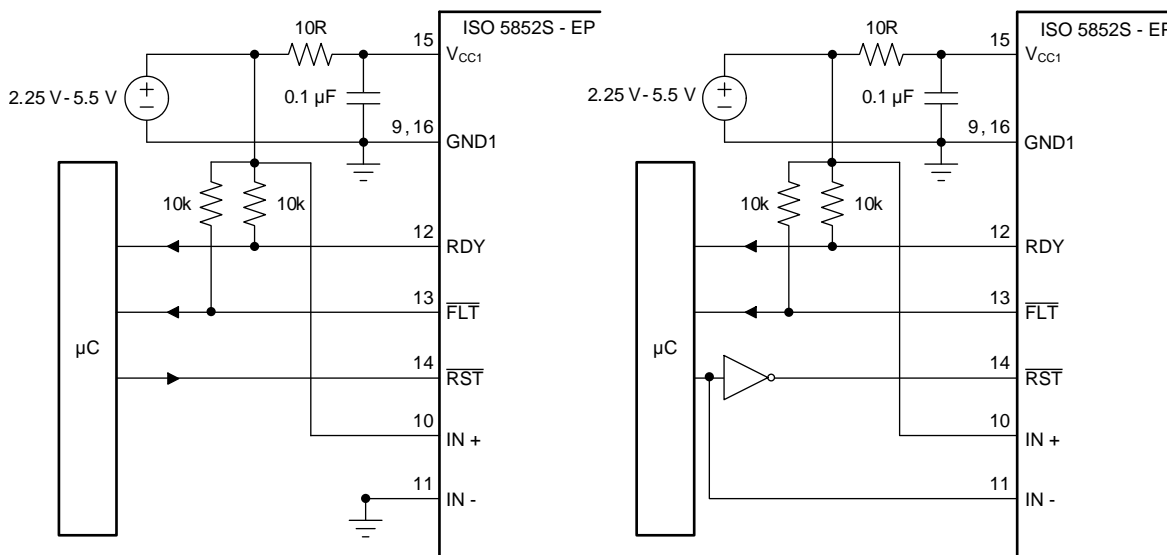 ISO 5852S - EP
10R
15
VCC1
2.25 V - 5.5 V
0.1 µF
9, 16
GND1
10k
10k
12
RDY
13
FLT
µC
14
RST
10
IN +
11
IN -
ISO 5852S - EP
10R
15
VCC1
2.25 V - 5.5 V
0.1 µF
9, 16
GND1
10k
10k
12
RDY
13
FLT
µC
14
RST
10
IN +
11
IN -